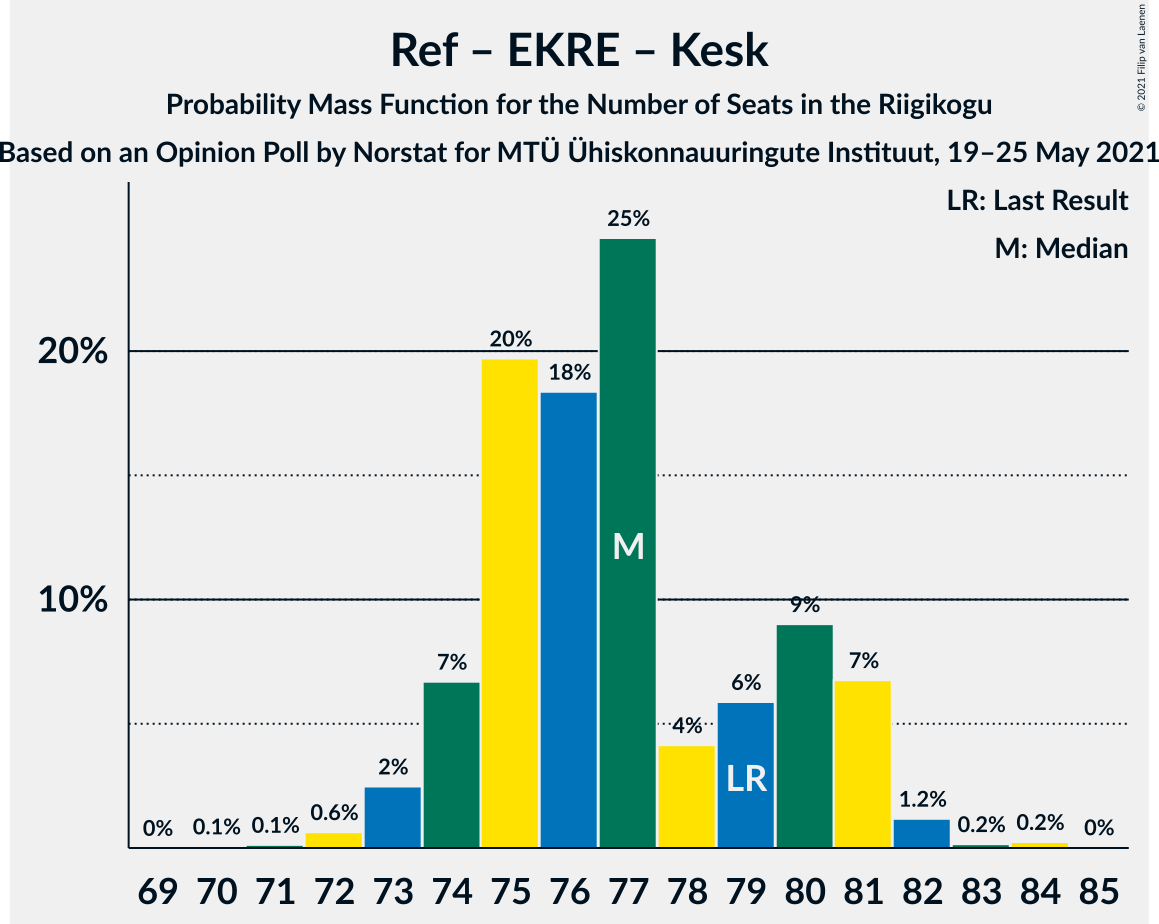 Ref – EKRE – Kesk
Probability Mass Function for the Number of Seats in the Riigikogu
Based on an Opinion Poll by Norstat for MTÜ Ühiskonnauuringute Instituut, 19–25 May 2021
© 2021 Filip van Laenen
LR: Last Result
M: Median
20%
10%
0% 0.1% 0.1% 0.6% 2% 7% 20% 18% 25% 4% 6% 9% 7% 1.2% 0.2% 0.2% 0%
M
LR
69 70 71 72 73 74 75 76 77 78 79 80 81 82 83 84 85